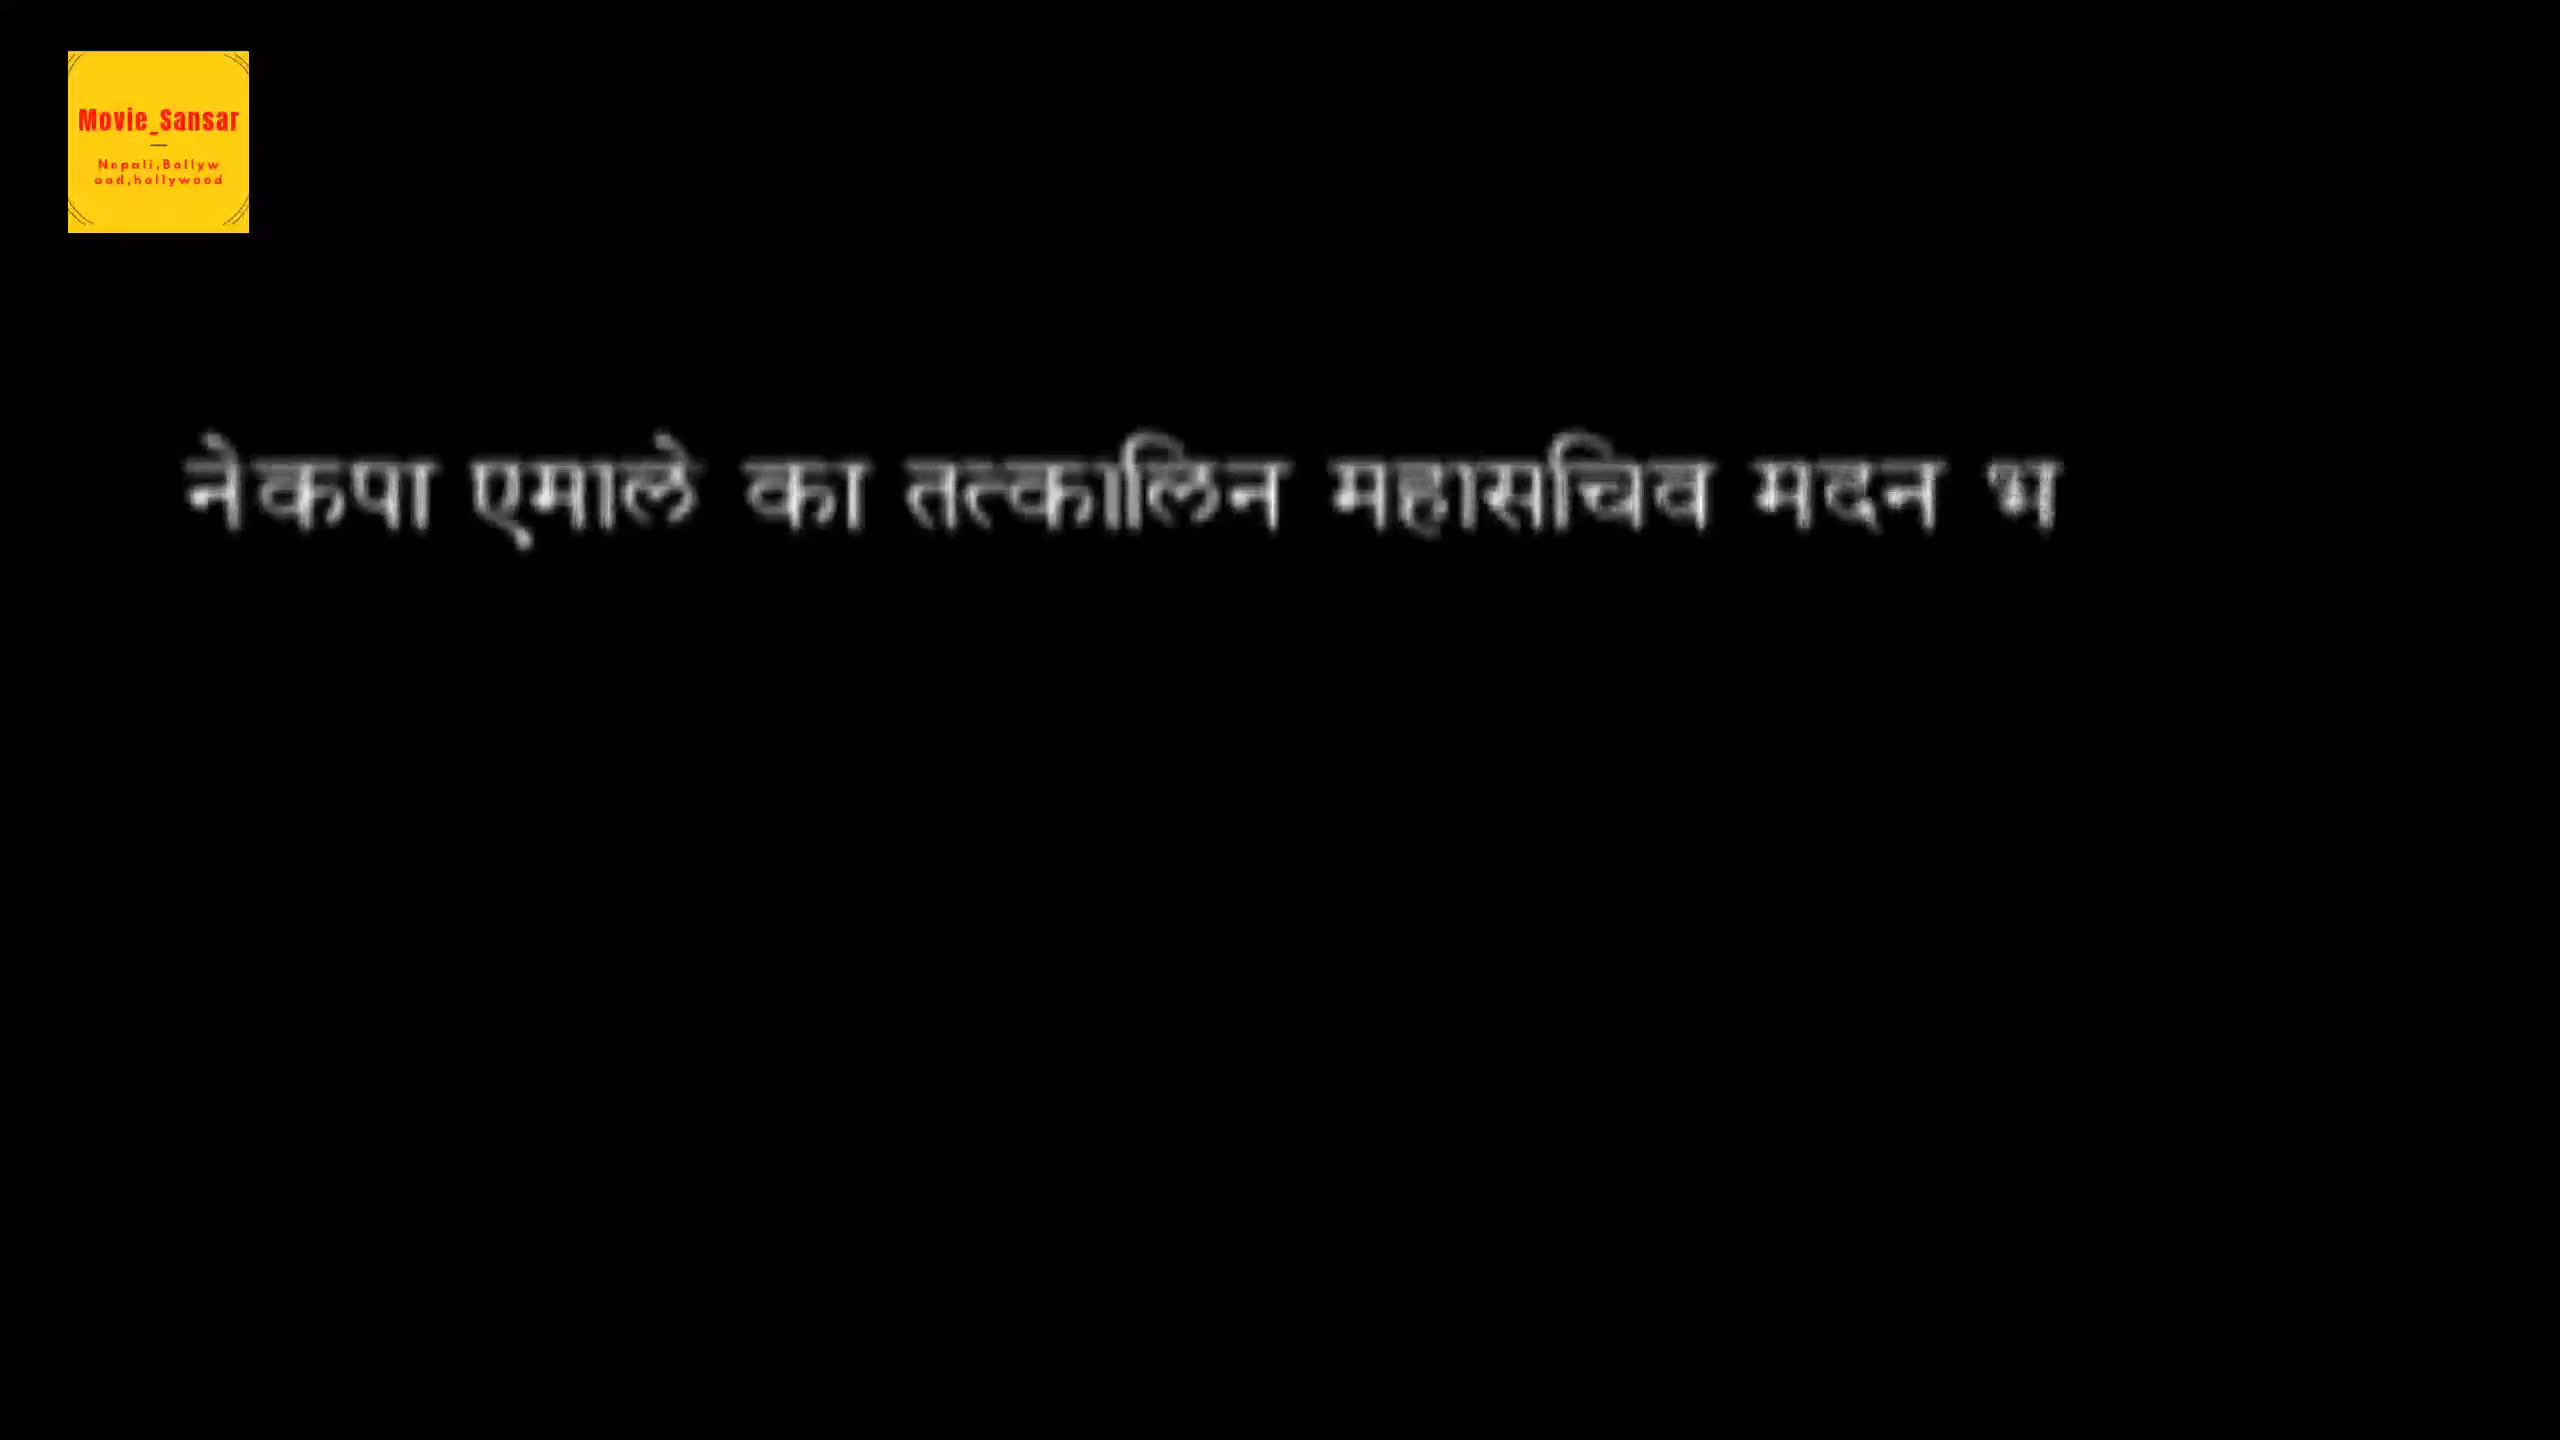 Movie_Sansar
Nepali,Bollyw
ood,hollywood
नेकपा एमाले का तत्कालिन महासचिव मदन भ